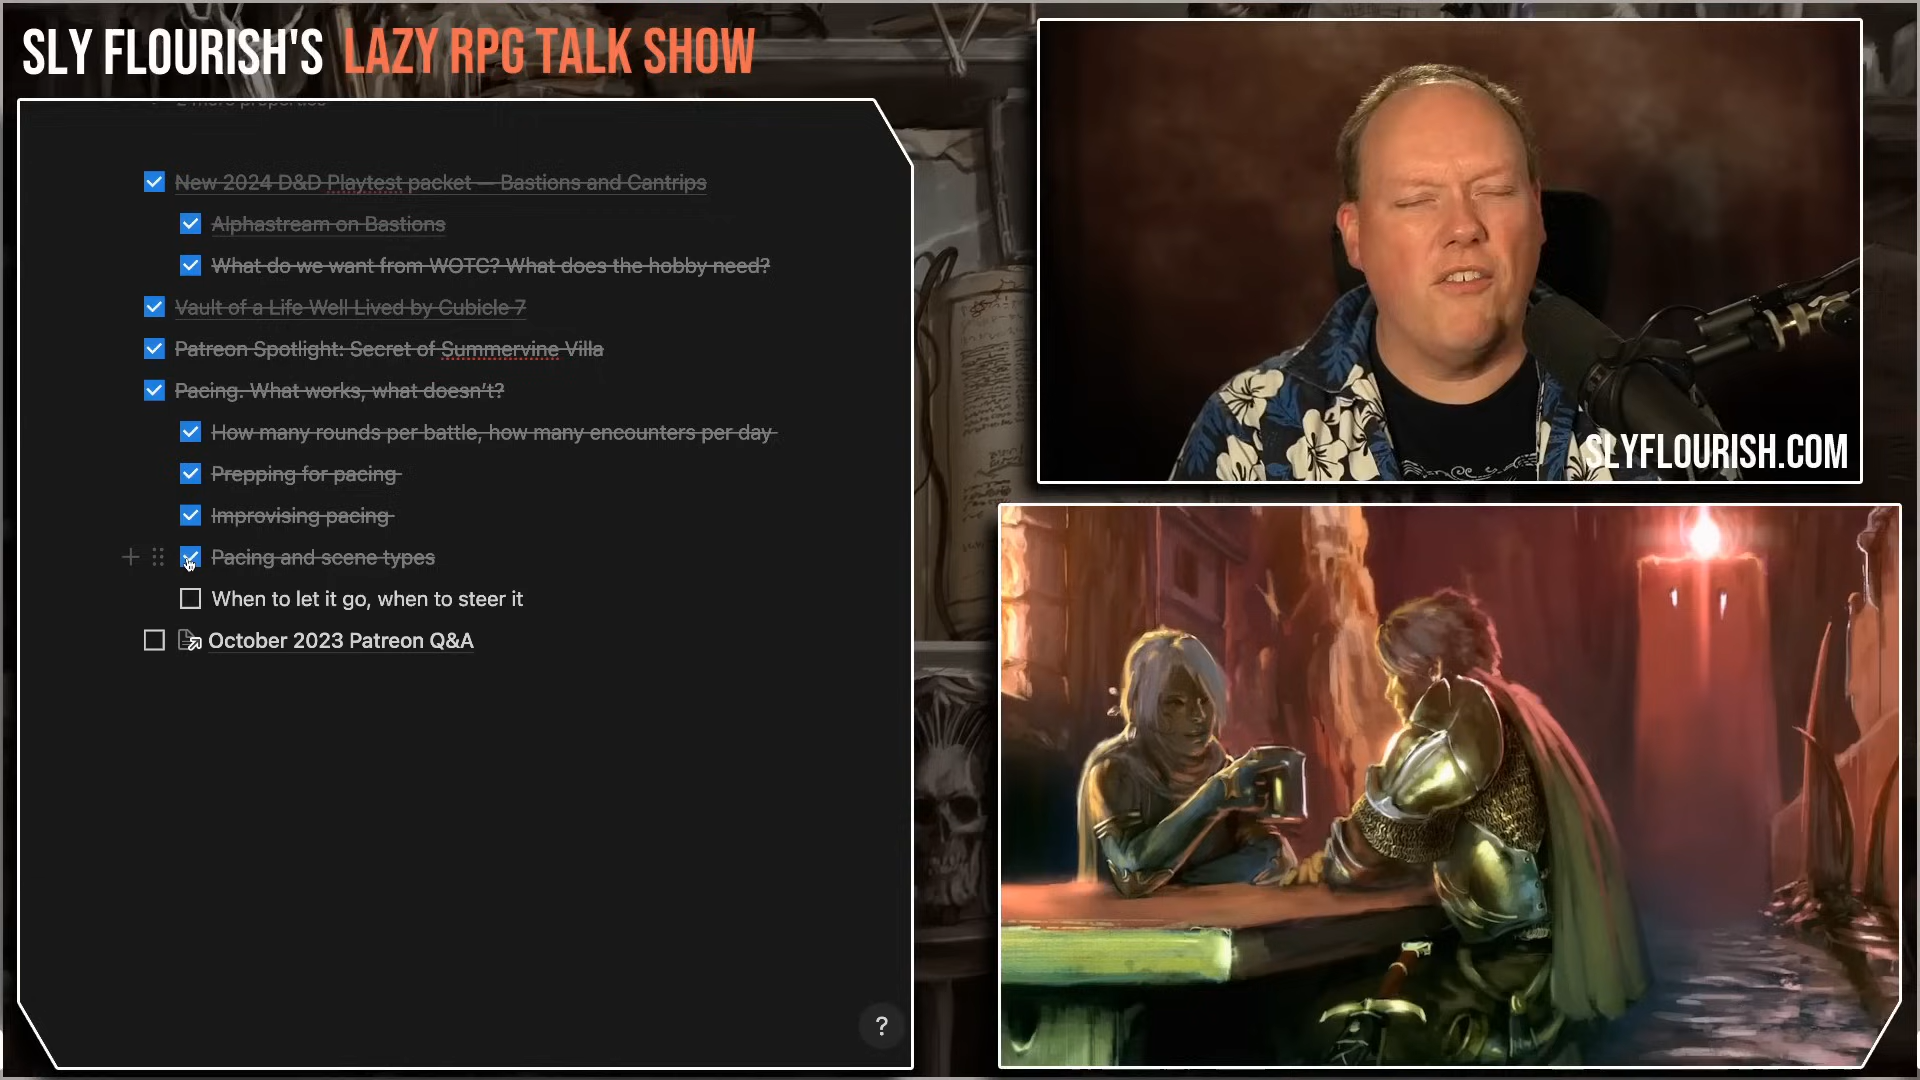 SLY FLOURISH'S LAZY RPG TALK SHOW
2 more properties
New 2024 D&D Playtest packet — Bastions and Cantrips
Alphastream on Bastions
What do we want from WOTC? What does the hobby need?
Vault of a Life Well Lived by Cubicle 7
Patreon Spotlight: Secret of Summervine Villa
Pacing. What works, what doesn't?
How many rounds per battle, how many encounters per day
Prepping for pacing
Improvising pacing
Pacing and scene types
When to let it go, when to steer it
October 2023 Patreon Q&A
?
SLYFLOURISH.COM